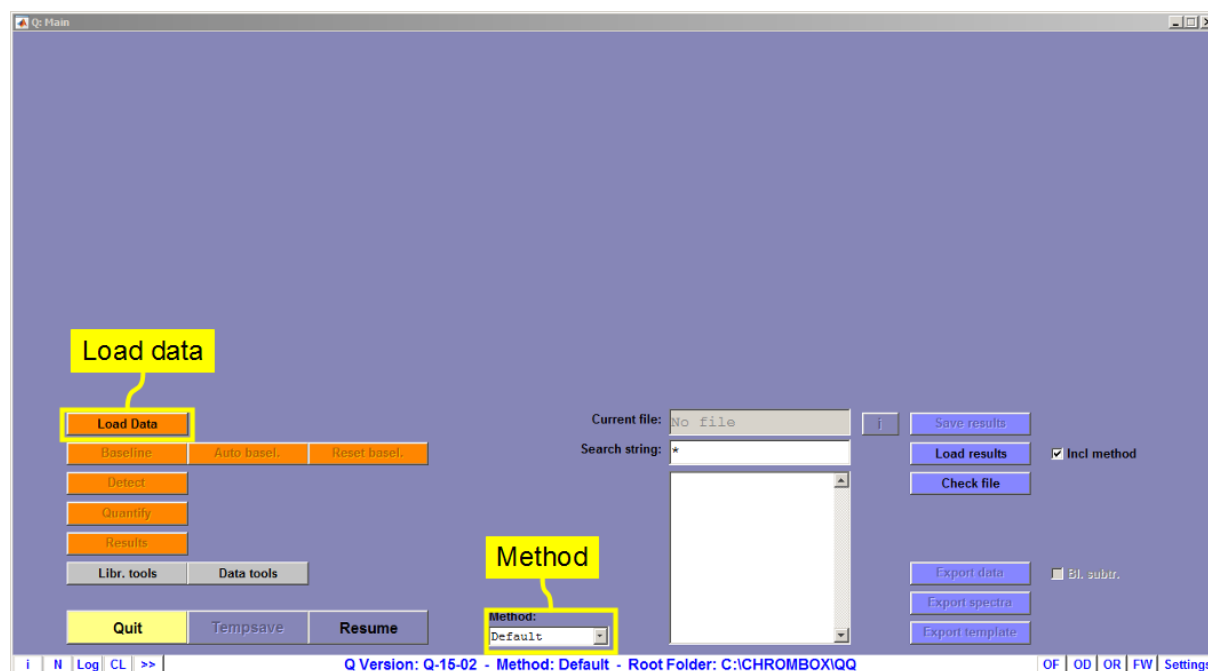 Q: Main
Load data
Load Data
Current file: No file i Save results
Baseline Auto basel. Reset basel. Search string: * Load results Incl method
Detect Check file
Quantify
Results
Method
Libr. tools Data tools Export data Bl. subtr.
Export spectra
Method:
Quit Tempsave Resume Default Export template
i N Log CL >> Q Version: Q-15-02 - Method: Default - Root Folder: C:\CHROMBOX\QQ OF OD OR FW Settings